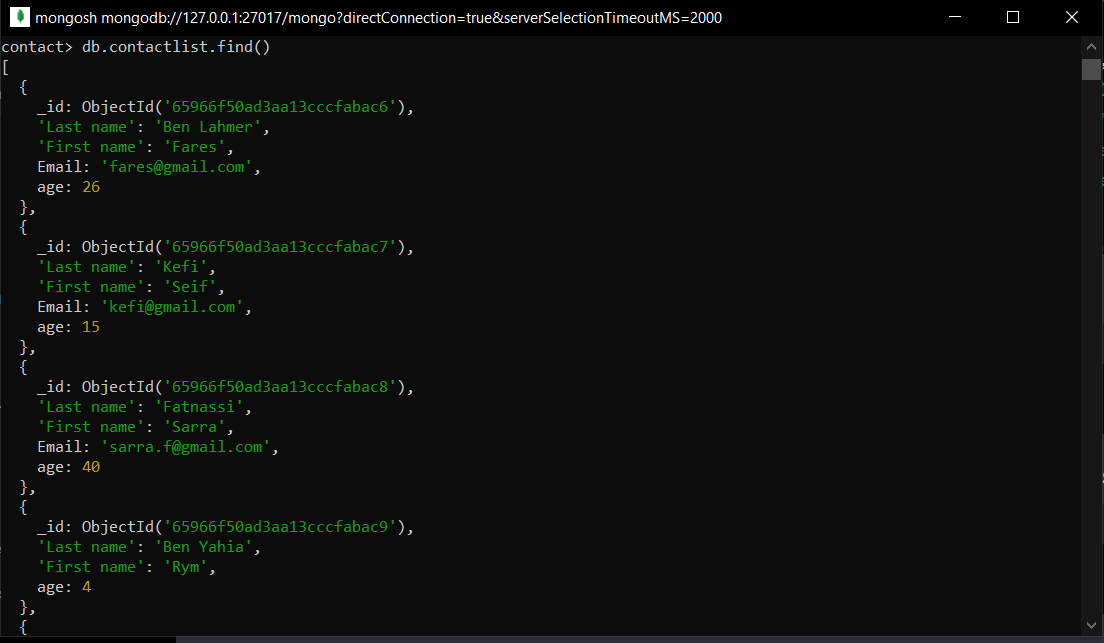 mongosh mongodb://127.0.0.1:27017/mongo?directConnection=true&serverSelectionTimeoutMS=2000
contact> db.contactlist.find()
[
  {
    _id: ObjectId('65966f50ad3aa13cccfabac6'),
    'Last name': 'Ben Lahmer',
    'First name': 'Fares',
    Email: 'fares@gmail.com',
    age: 26
  },
  {
    _id: ObjectId('65966f50ad3aa13cccfabac7'),
    'Last name': 'Kefi',
    'First name': 'Seif',
    Email: 'kefi@gmail.com',
    age: 15
  },
  {
    _id: ObjectId('65966f50ad3aa13cccfabac8'),
    'Last name': 'Fatnassi',
    'First name': 'Sarra',
    Email: 'sarra.f@gmail.com',
    age: 40
  },
  {
    _id: ObjectId('65966f50ad3aa13cccfabac9'),
    'Last name': 'Ben Yahia',
    'First name': 'Rym',
    age: 4
  },
  {